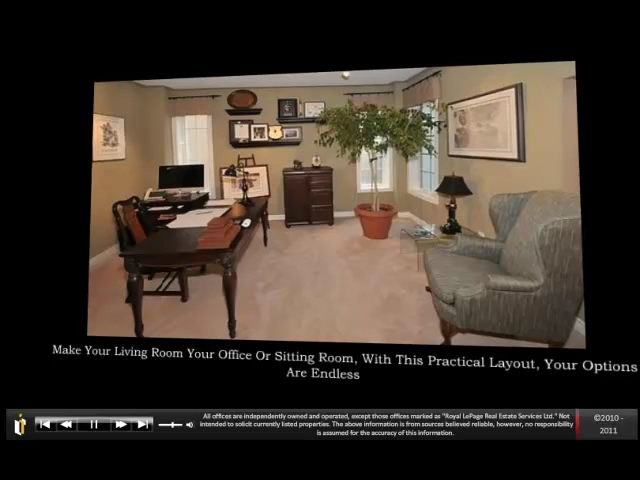 Make Your Living Room Your Office Or Sitting Room, With This Practical Layout, Your Options
Are Endless
All offices are independently owned and operated, except those offices marked as "Royal LePage Real Estate Services Ltd." Not
intended to solicit currently listed properties. The above information is from sources believed reliable, however, no responsibility
is assumed for the accuracy of this information.
©2010 -
2011